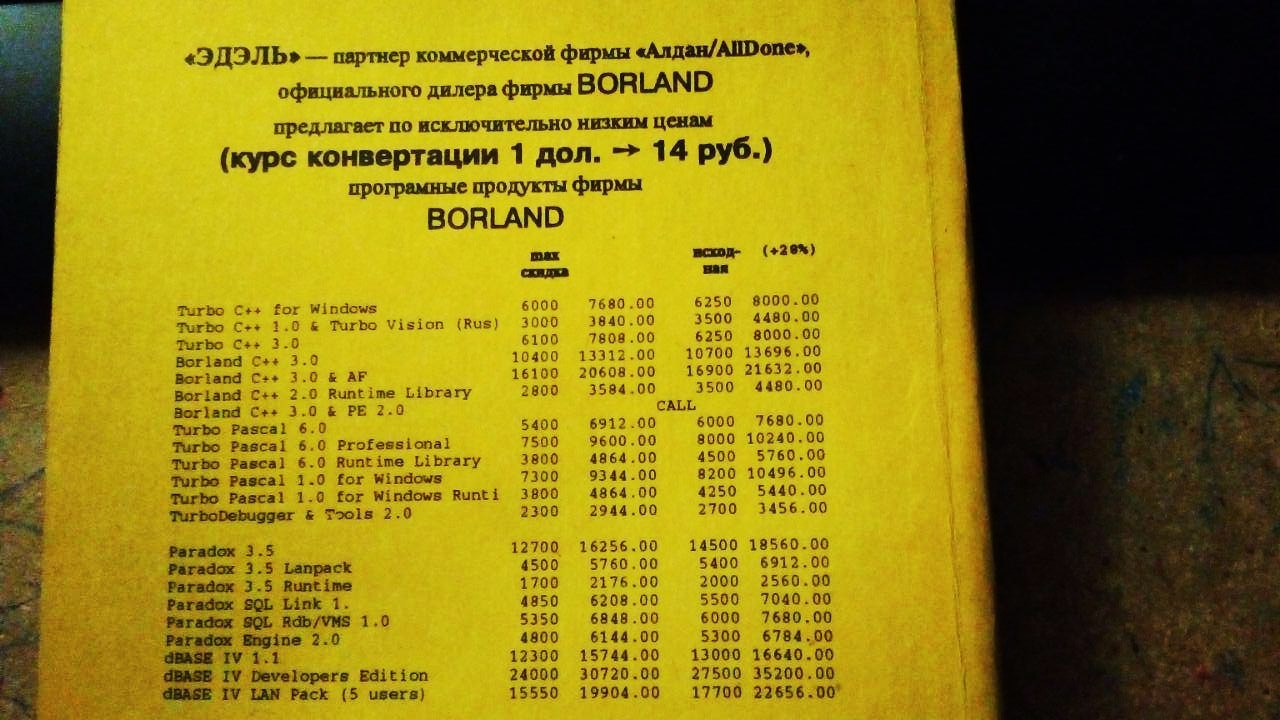 «ЭДЭЛЬ» — партнер коммерческой фирмы «Алдан/AllDone»,
официального дилера фирмы BORLAND
предлагает по исключительно низким ценам
(курс конвертации 1 дол. → 14 руб.)
програмные продукты фирмы
BORLAND
max скидка исход-ная (+28%)
Turbo C++ for Windows 6000 7680.00 6250 8000.00
Turbo C++ 1.0 & Turbo Vision (Rus) 3000 3840.00 3500 4480.00
Turbo C++ 3.0 6100 7808.00 6250 8000.00
Borland C++ 3.0 10400 13312.00 10700 13696.00
Borland C++ 3.0 & AF 16100 20608.00 16900 21632.00
Borland C++ 2.0 Runtime Library 2800 3584.00 3500 4480.00
Borland C++ 3.0 & PE 2.0 CALL
Turbo Pascal 6.0 5400 6912.00 6000 7680.00
Turbo Pascal 6.0 Professional 7500 9600.00 8000 10240.00
Turbo Pascal 6.0 Runtime Library 3800 4864.00 4500 5760.00
Turbo Pascal 1.0 for Windows 7300 9344.00 8200 10496.00
Turbo Pascal 1.0 for Windows Runti 3800 4864.00 4250 5440.00
TurboDebugger & Tools 2.0 2300 2944.00 2700 3456.00
Paradox 3.5 12700 16256.00 14500 18560.00
Paradox 3.5 Lanpack 4500 5760.00 5400 6912.00
Paradox 3.5 Runtime 1700 2176.00 2000 2560.00
Paradox SQL Link 1. 4850 6208.00 5500 7040.00
Paradox SQL Rdb/VMS 1.0 5350 6848.00 6000 7680.00
Paradox Engine 2.0 4800 6144.00 5300 6784.00
dBASE IV 1.1 12300 15744.00 13000 16640.00
dBASE IV Developers Edition 24000 30720.00 27500 35200.00
dBASE IV LAN Pack (5 users) 15550 19904.00 17700 22656.00